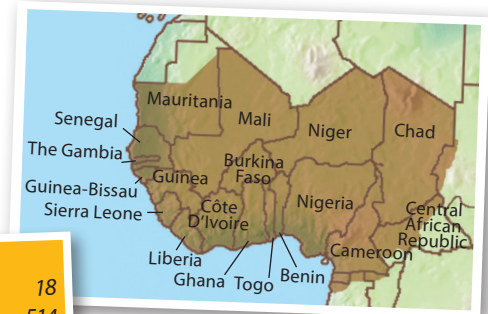 Mauritania
Mali
Niger
Chad
Senegal
The Gambia
Guinea-Bissau
Guinea
Sierra Leone
Burkina
Faso
Côte
D'Ivoire
Nigeria
Central
African
Republic
Cameroon
Liberia
Ghana
Togo
Benin
18
514